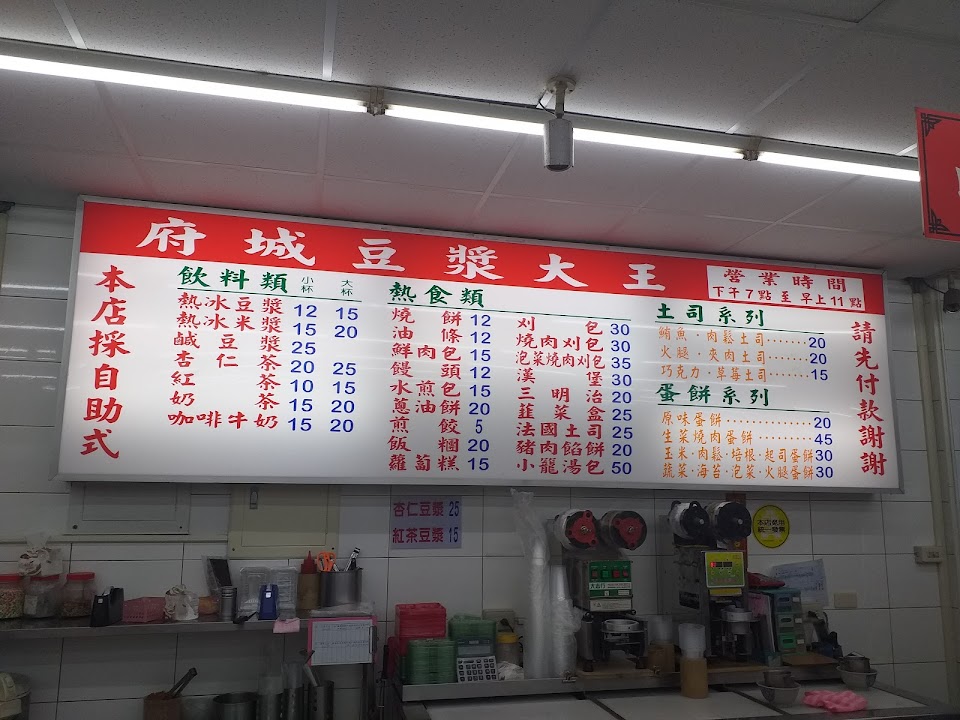 府城豆漿大王
營業時間
下午7點至早上11點
本店採自助式
飲料類 小杯 大杯
熱冰豆漿 12 15
熱冰米漿 15 20
鹹豆漿 25
杏仁茶 20 25
紅茶 10 15
奶茶 15 20
咖啡牛奶 15 20
熱食類
燒餅 12
油條 12
鮮肉包 15
饅頭 12
水煎包 15
蔥油餅 20
煎餃 5
飯糰 20
蘿蔔糕 15
刈包 30
燒肉刈包 30
泡菜燒肉刈包 35
漢堡 30
三明治 20
韮菜盒 25
法國土司 25
豬肉餡餅 20
小籠湯包 50
土司系列
鮪魚·肉鬆土司·······20
火腿·夾肉土司·······20
巧克力·草莓土司·······15
蛋餅系列
原味蛋餅··············20
生菜燒肉蛋餅·········45
玉米·肉鬆·培根·起司蛋餅30
蔬菜·海苔·泡菜·火腿蛋餅30
請先付款謝謝
杏仁豆漿 25
紅茶豆漿 15